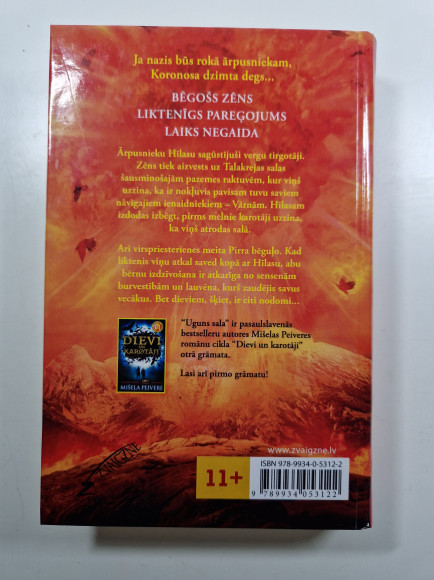 Ja nazis būs rokā ārpusniekam,
Koronosa dzimta degs...
BĒGOŠS ZĒNS
LIKTENĪGS PAREĢOJUMS
LAIKS NEGAIDA
Ārpusnieku Hilasu sagūstījuši vergu tirgotāji.
Zēns tiek aizvests uz Talakrejas salas
šausminošajām pazemes raktuvēm, kur viņš
uzzina, ka ir nokļuvis pavisam tuvu saviem
nāvīgajiem ienaidniekiem – Vārnām. Hilasam
izdodas izbēgt, pirms melnie karotāji uzzina,
ka viņš atrodas salā.
Arī virspriesterienes meita Pirra bēguļo. Kad
liktenis viņu atkal saved kopā ar Hilasu, abu
bērnu izdzīvošana ir atkarīga no sensenām
burvestībām un lauvēna, kurš zaudējis savus
vecākus. Bet dieviem, šķiet, ir citi nodomi...
DIEVI
UN
KAROTĀJI
MIŠELA PEIVERE
"Uguns sala" ir pasaulslavenās
bestselleru autores Mišelas Peiveres
romānu cikla "Dievi un karotāji"
otrā grāmata.
Lasi arī pirmo grāmatu!
ZVAIGZNE
11+
www.zvaigzne.lv
ISBN 978-9934-0-5312-2
9 789934 053122